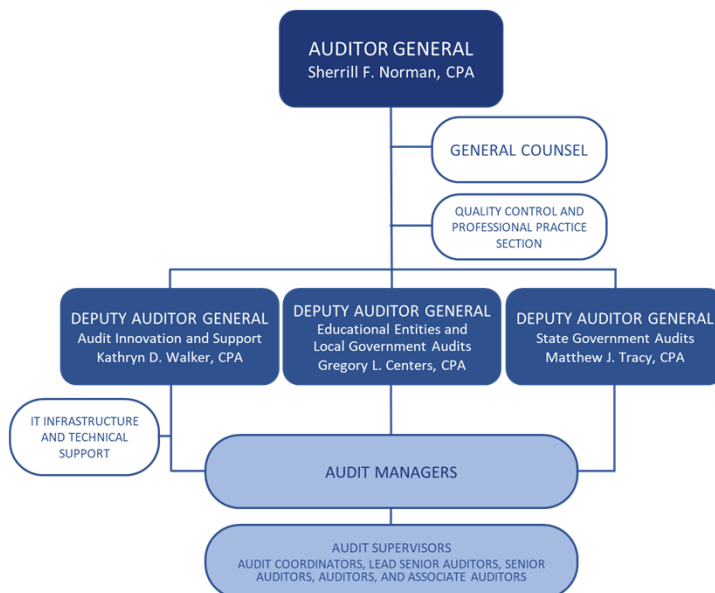 AUDITOR GENERAL
Sherrill F. Norman, CPA
GENERAL COUNSEL
QUALITY CONTROL AND
PROFESSIONAL PRACTICE
SECTION
DEPUTY AUDITOR GENERAL
Audit Innovation and Support
Kathryn D. Walker, CPA
DEPUTY AUDITOR GENERAL
Educational Entities and
Local Government Audits
Gregory L. Centers, CPA
DEPUTY AUDITOR GENERAL
State Government Audits
Matthew J. Tracy, CPA
IT INFRASTRUCTURE
AND TECHNICAL
SUPPORT
AUDIT MANAGERS
AUDIT SUPERVISORS
AUDIT COORDINATORS, LEAD SENIOR AUDITORS, SENIOR
AUDITORS, AUDITORS, AND ASSOCIATE AUDITORS